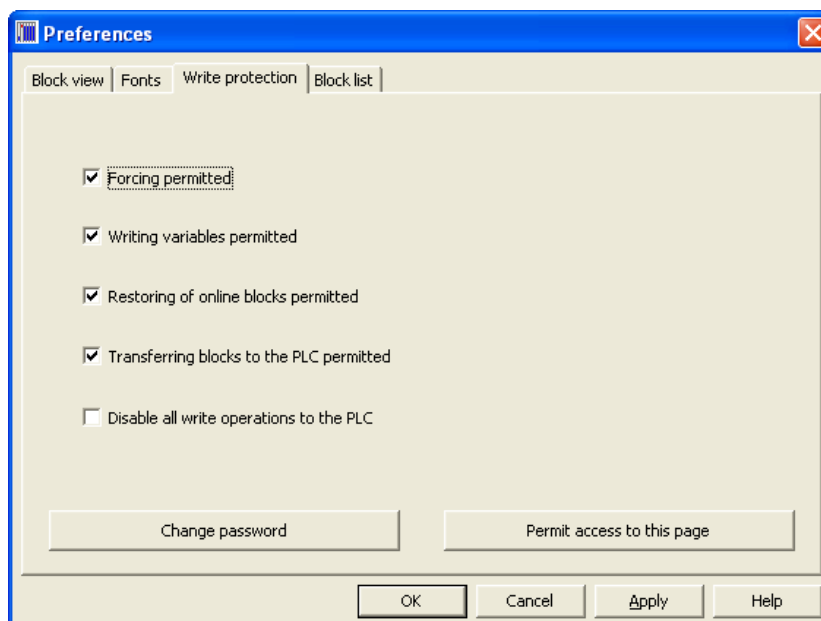 Preferences
Block view Fonts Write protection Block list
Forcing permitted
Writing variables permitted
Restoring of online blocks permitted
Transferring blocks to the PLC permitted
Disable all write operations to the PLC
Change password Permit access to this page
OK Cancel Apply Help